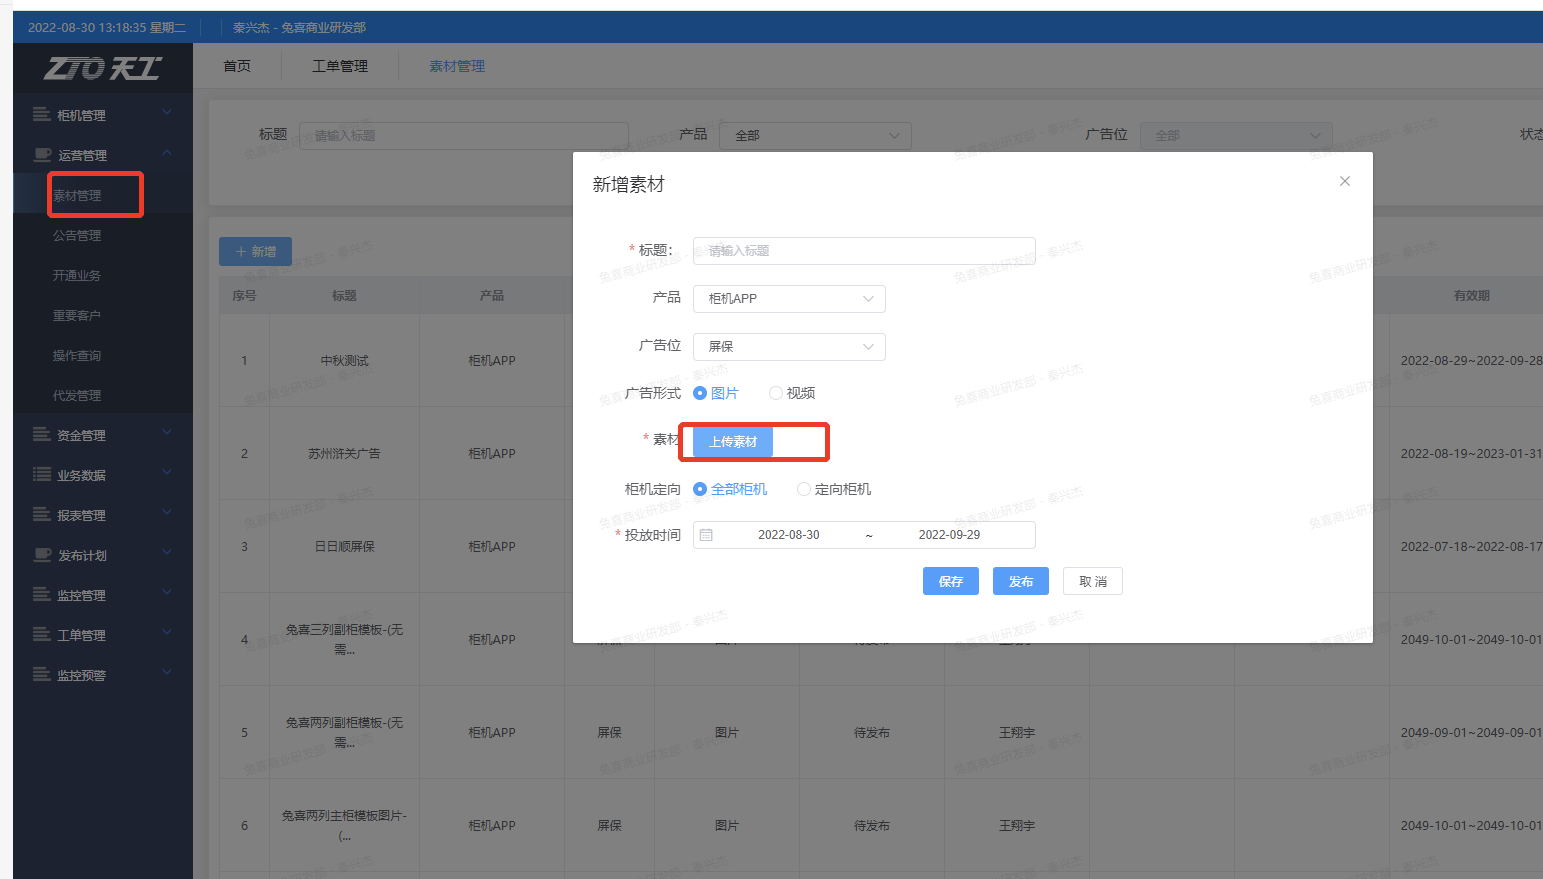 2022-08-30 13:18:35 星期二 秦兴杰 - 兔喜商业研发部
ZTO 天工 首页 工单管理 素材管理
柜机管理
运营管理
素材管理
公告管理
开通业务
重要客户
操作查询
代发管理
资金管理
业务数据
报表管理
发布计划
监控管理
工单管理
监控预警
标题 请输入标题 产品 全部 广告位 全部 状态
+ 新增
序号 标题 产品 有效期
1 中秋测试 柜机APP 2022-08-29~2022-09-28
2 苏州浒关广告 柜机APP 2022-08-19~2023-01-31
3 日日顺屏保 柜机APP 2022-07-18~2022-08-17
4 兔喜三列副柜模板-(无
需... 柜机APP 屏保 图片 待发布 王翔宇 2049-10-01~2049-10-01
5 兔喜两列副柜模板-(无
需... 柜机APP 屏保 图片 待发布 王翔宇 2049-09-01~2049-09-01
6 兔喜两列主柜模板图片-
(... 柜机APP 屏保 图片 待发布 王翔宇 2049-10-01~2049-10-01
新增素材
* 标题： 请输入标题
产品 柜机APP
广告位 屏保
广告形式 图片 视频
* 素材 上传素材
柜机定向 全部柜机 定向柜机
* 投放时间 2022-08-30 ~ 2022-09-29
保存 发布 取 消
兔喜商业研发部 - 秦兴杰